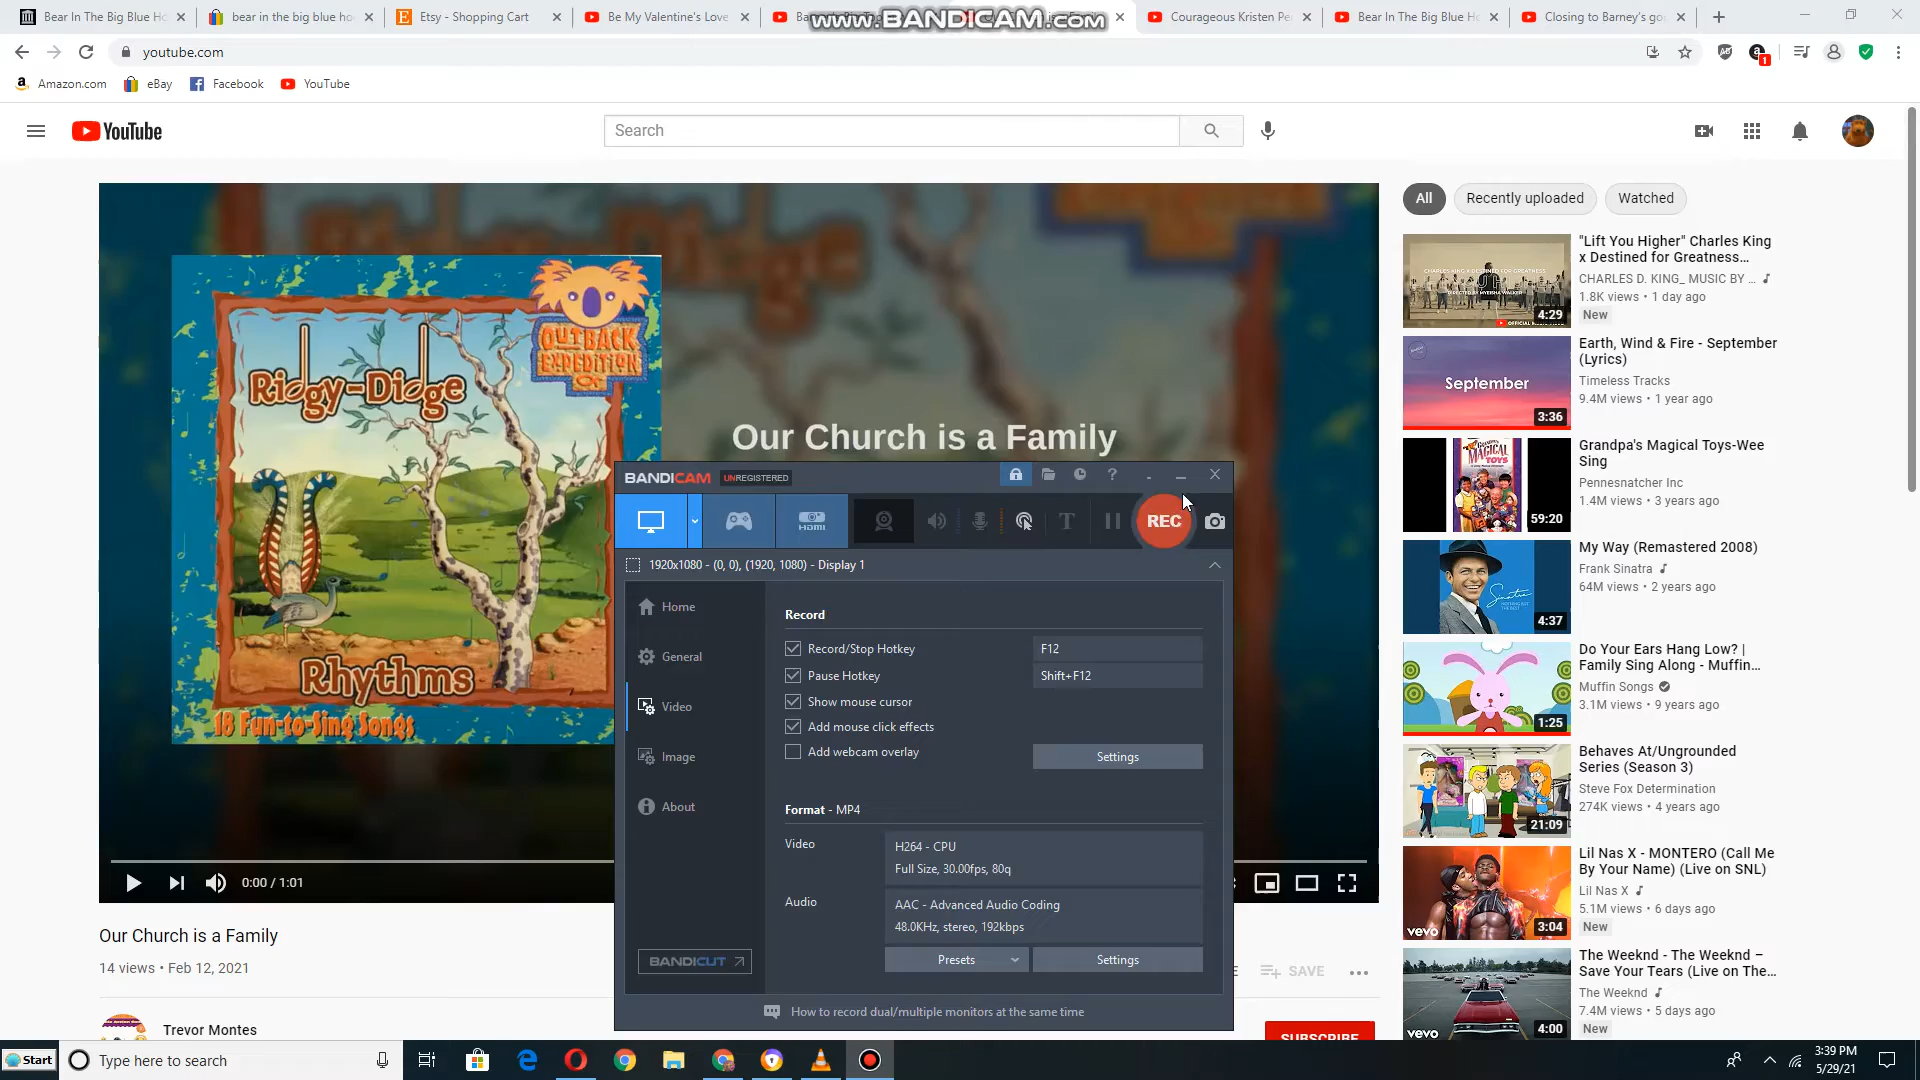 Bear In The Big Blue Ho
bear in the big blue ho
Etsy - Shopping Cart
Be My Valentine's Love
www.BANDICAM.com
Courageous Kristen Pe
Bear In The Big Blue Ho
Closing to Barney's go
youtube.com
1
Amazon.com
eBay
Facebook
YouTube
YouTube
Search
All
Recently uploaded
Watched
Ridgy-Didge
OUTBACK
EXPEDITION
Rhythms
18 Fun-to-Sing Songs
Our Church is a Family
BANDICAM UNREGISTERED
HDMI
T
REC
1920x1080 - (0, 0), (1920, 1080) - Display 1
Home
General
Video
Image
About
BANDICUT
Record
Record/Stop Hotkey
F12
Pause Hotkey
Shift+F12
Show mouse cursor
Add mouse click effects
Add webcam overlay
Settings
Format - MP4
Video
H264 - CPU
Full Size, 30.00fps, 80q
Audio
AAC - Advanced Audio Coding
48.0KHz, stereo, 192kbps
Presets
Settings
How to record dual/multiple monitors at the same time
0:00 / 1:01
Our Church is a Family
14 views • Feb 12, 2021
SAVE
Trevor Montes
SUBSCRIBE
4:29
"Lift You Higher" Charles King
x Destined for Greatness...
CHARLES D. KING_ MUSIC BY ...
1.8K views • 1 day ago
New
September
3:36
Earth, Wind & Fire - September
(Lyrics)
Timeless Tracks
9.4M views • 1 year ago
59:20
Grandpa's Magical Toys-Wee
Sing
Pennesnatcher Inc
1.4M views • 3 years ago
Sinatra
4:37
My Way (Remastered 2008)
Frank Sinatra
64M views • 2 years ago
1:25
Do Your Ears Hang Low? |
Family Sing Along - Muffin...
Muffin Songs
3.1M views • 9 years ago
21:09
Behaves At/Ungrounded
Series (Season 3)
Steve Fox Determination
274K views • 4 years ago
vevo
3:04
Lil Nas X - MONTERO (Call Me
By Your Name) (Live on SNL)
Lil Nas X
5.1M views • 6 days ago
New
vevo
4:00
The Weeknd - The Weeknd –
Save Your Tears (Live on The...
The Weeknd
7.4M views • 5 days ago
New
Start
Type here to search
3:39 PM
5/29/21